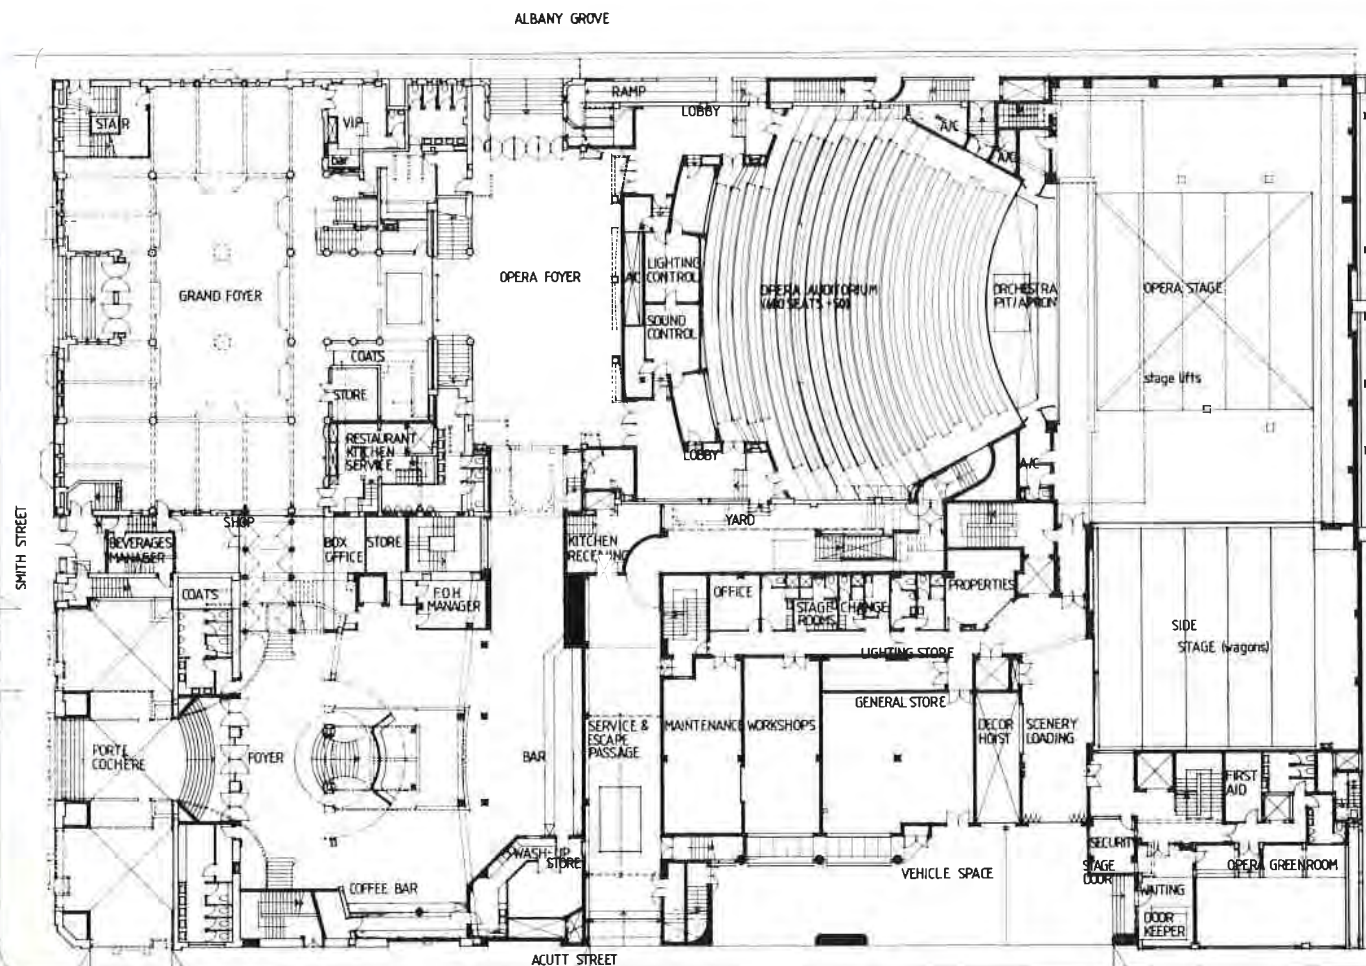 ALBANY GROVE
RAMP
LOBBY
STAIR
VIP
bar
A/C
A/C
GRAND FOYER
OPERA FOYER
A/C
LIGHTING
CONTROL
SOUND
CONTROL
OPERA AUDITORIUM
ORCHESTRA
PIT/APRON
OPERA STAGE
stage lifts
COATS
STORE
RESTAURANT
KITCHEN
SERVICE
LOBBY
A/C
SMITH STREET
SHOP
BEVERAGES
MANAGER
BOX
OFFICE
STORE
KITCHEN
YARD
COATS
F.O.H
MANAGER
OFFICE
STAGE
ROOMS
CHANGE
PROPERTIES
LIGHTING STORE
SIDE
STAGE (wagons)
GENERAL STORE
MAINTENANCE
WORKSHOPS
DECOR
HOIST
SCENERY
LOADING
SERVICE &
ESCAPE
PASSAGE
PORTE
COCHERE
FOYER
BAR
FIRST
AID
WASH-UP
STORE
COFFEE BAR
VEHICLE SPACE
SECURITY
STAGE
DOOR
OPERA GREENROOM
WAITING
DOOR
KEEPER
ACUTT STREET